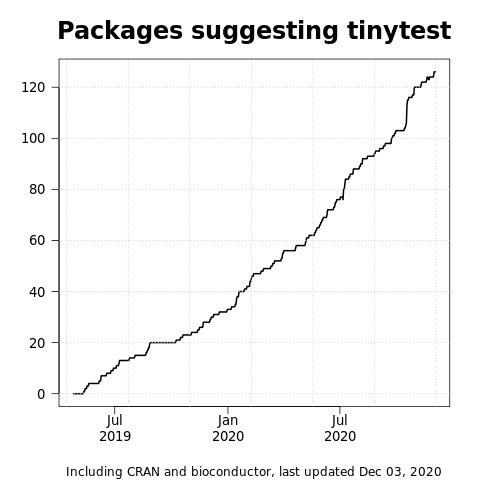 Packages suggesting tinytest
120
100
80
60
40
20
0
Jul Jan Jul
2019 2020 2020
Including CRAN and bioconductor, last updated Dec 03, 2020